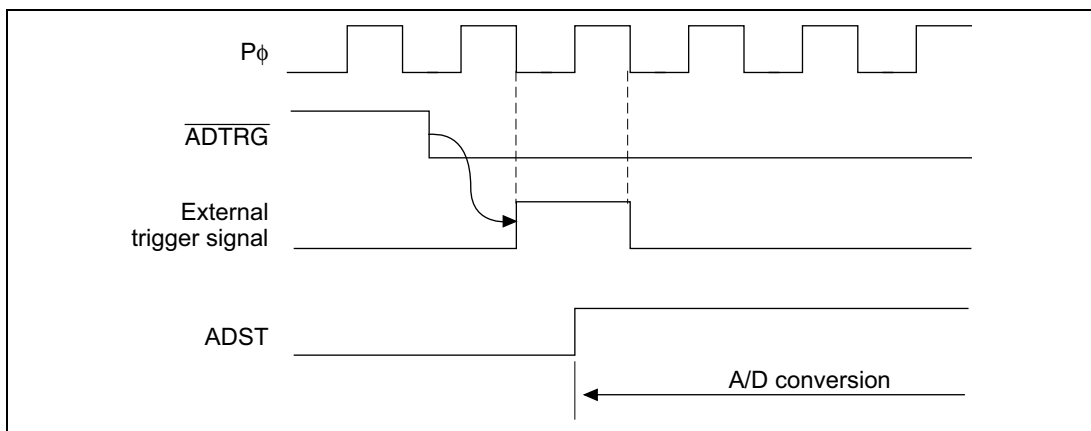 Pϕ
ADTRG
External
trigger signal
ADST
A/D conversion